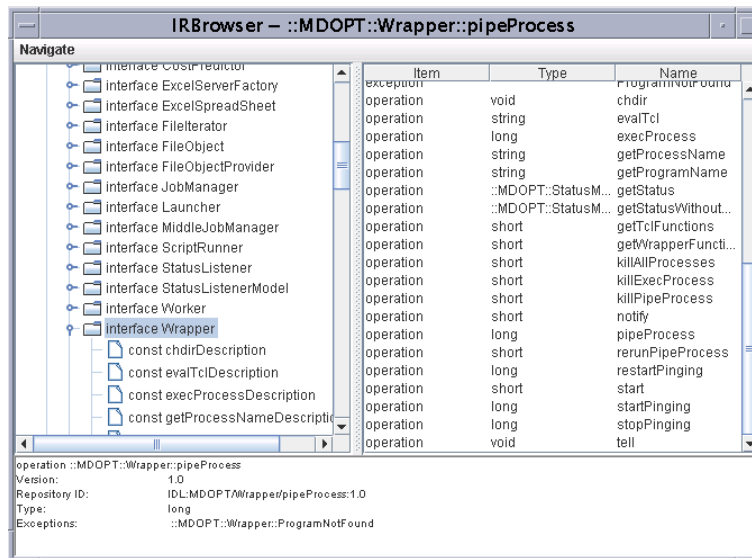 IRBrowser – ::MDOPT::Wrapper::pipeProcess
Navigate
interface CostPredictor
interface ExcelServerFactory
interface ExcelSpreadSheet
interface FileIterator
interface FileObject
interface FileObjectProvider
interface JobManager
interface Launcher
interface MiddleJobManager
interface ScriptRunner
interface StatusListener
interface StatusListenerModel
interface Worker
interface Wrapper
const chdirDescription
const evalTclDescription
const execProcessDescription
const getProcessNameDescriptio
Item Type Name
exception ProgramNotFound
operation void chdir
operation string evalTcl
operation long execProcess
operation string getProcessName
operation string getProgramName
operation ::MDOPT::StatusM... getStatus
operation ::MDOPT::StatusM... getStatusWithout...
operation short getTclFunctions
operation short getWrapperFuncti...
operation short killAllProcesses
operation short killExecProcess
operation short killPipeProcess
operation short notify
operation long pipeProcess
operation short rerunPipeProcess
operation long restartPinging
operation short start
operation long startPinging
operation long stopPinging
operation void tell
operation ::MDOPT::Wrapper::pipeProcess
Version: 1.0
Repository ID: IDL:MDOPT/Wrapper/pipeProcess:1.0
Type: long
Exceptions: ::MDOPT::Wrapper::ProgramNotFound